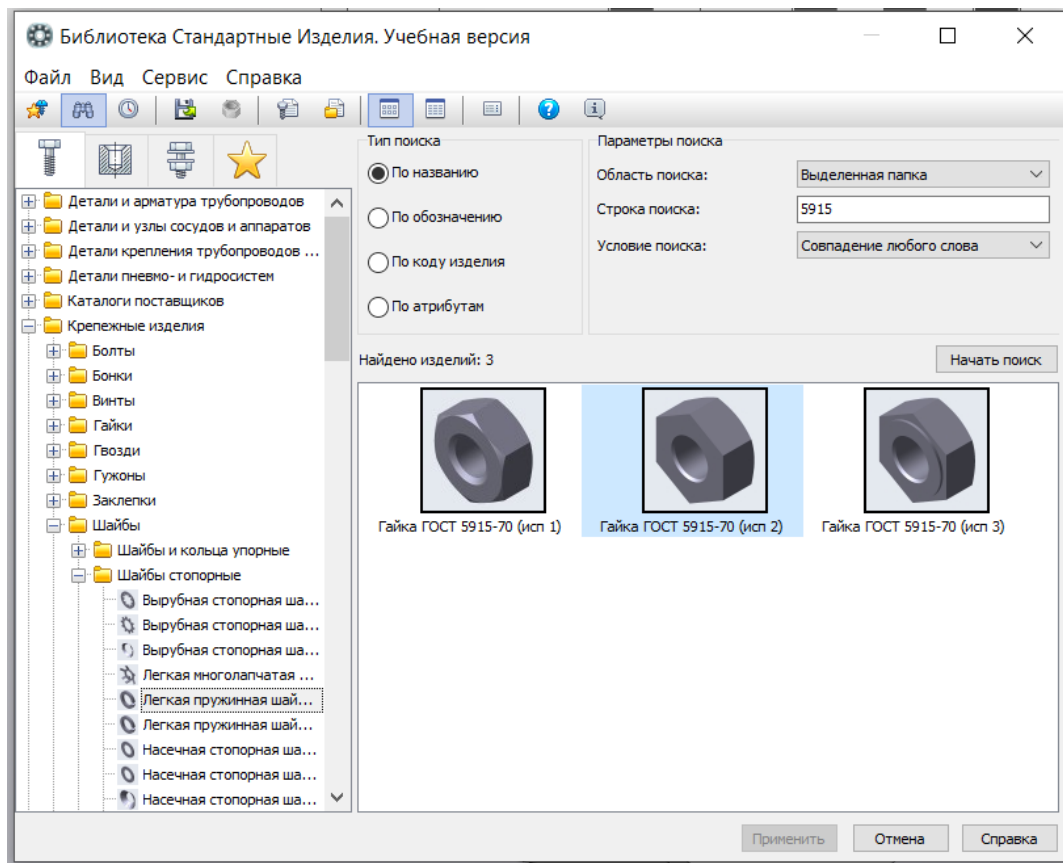 Библиотека Стандартные Изделия. Учебная версия
Файл Вид Сервис Справка
Детали и арматура трубопроводов
Детали и узлы сосудов и аппаратов
Детали крепления трубопроводов ...
Детали пневмо- и гидросистем
Каталоги поставщиков
Крепежные изделия
Болты
Бонки
Винты
Гайки
Гвозди
Гужоны
Заклепки
Шайбы
Шайбы и кольца упорные
Шайбы стопорные
Вырубная стопорная ша...
Вырубная стопорная ша...
Вырубная стопорная ша...
Легкая многолапчатая ...
Легкая пружинная шай...
Легкая пружинная шай...
Насечная стопорная ша...
Насечная стопорная ша...
Насечная стопорная ша...
Тип поиска
По названию
По обозначению
По коду изделия
По атрибутам
Параметры поиска
Область поиска: Выделенная папка
Строка поиска: 5915
Условие поиска: Совпадение любого слова
Найдено изделий: 3
Начать поиск
Гайка ГОСТ 5915-70 (исп 1)
Гайка ГОСТ 5915-70 (исп 2)
Гайка ГОСТ 5915-70 (исп 3)
Применить
Отмена
Справка